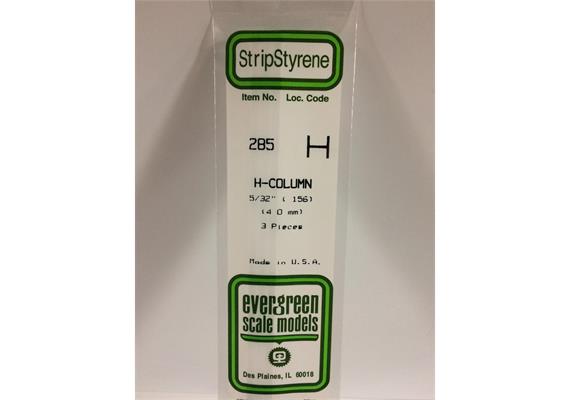 StripStyrene
Item No. Loc. Code
285 H
H-COLUMN
5/32" ( 156)
(4 0 mm)
3 Pieces
Made in U.S.A.
evergreen
scale models
Des Plaines, IL 60018